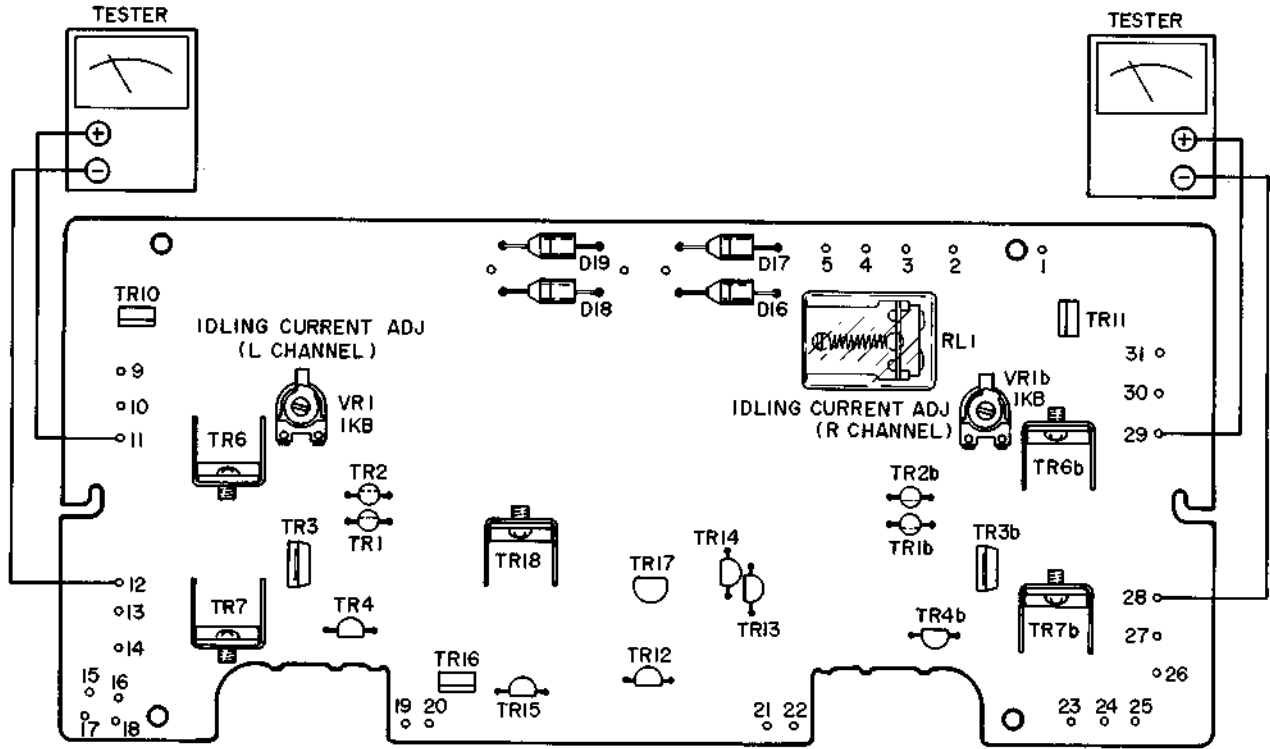 TESTER
TESTER
+
-
+
-
D19
D17
5
4
3
2
1
D18
D16
TR10
IDLING CURRENT ADJ
(L CHANNEL)
RL1
TR11
9
10
11
VR1
1KB
31
30
29
IDLING CURRENT ADJ
(R CHANNEL)
VR1b
1KB
TR6
TR6b
TR2
TR1
TR2b
TR1b
TR3
TR18
TR17
TR14
TR13
TR3b
12
13
14
28
27
26
TR7
TR4
TR4b
TR7b
TR16
TR15
TR12
15
16
17
18
19
20
21
22
23
24
25